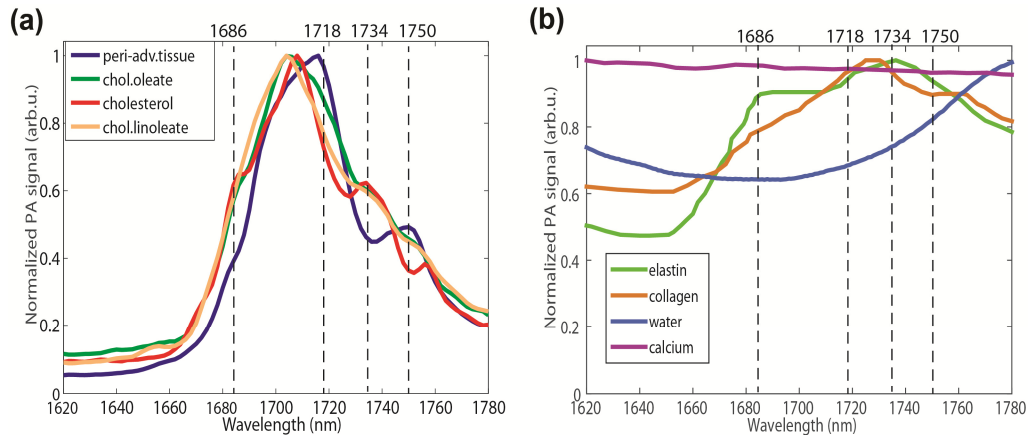 (a)
1686 1718 1734 1750
1
0.8
0.6
0.4
0.2
0
Normalized PA signal (arb.u.)
peri-adv.tissue
chol.oleate
cholesterol
chol.linoleate
1620 1640 1660 1680 1700 1720 1740 1760 1780
Wavelength (nm)
(b)
1686 1718 1734 1750
1
0.8
0.6
0.4
0.2
0
Normalized PA signal (arb.u.)
elastin
collagen
water
calcium
1620 1640 1660 1680 1700 1720 1740 1760 1780
Wavelength (nm)